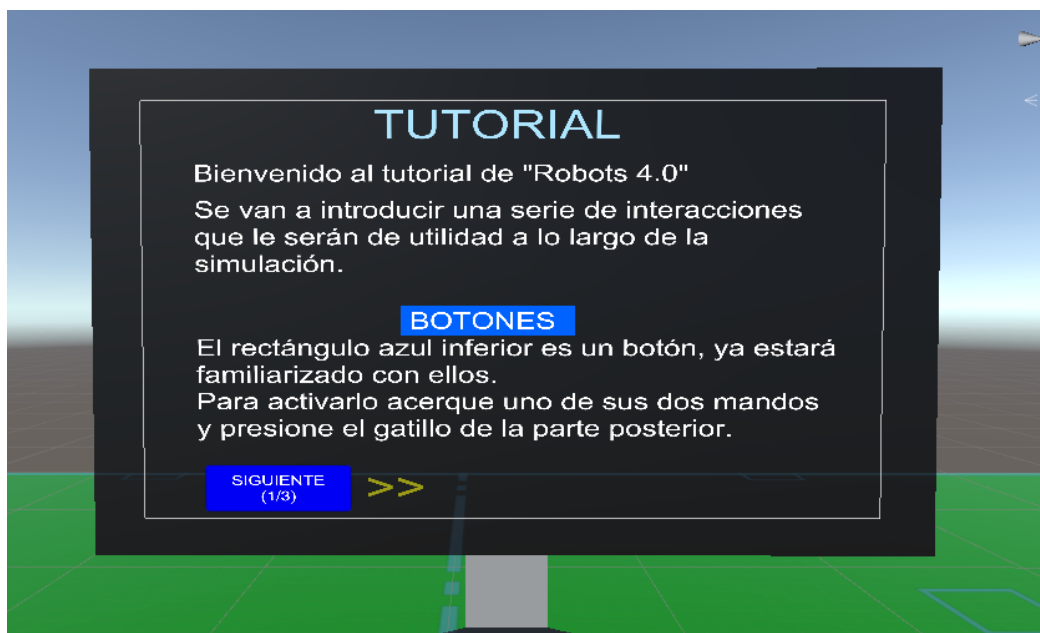 TUTORIAL
Bienvenido al tutorial de "Robots 4.0"
Se van a introducir una serie de interacciones
que le serán de utilidad a lo largo de la
simulación.
BOTONES
El rectángulo azul inferior es un botón, ya estará
familiarizado con ellos.
Para activarlo acerque uno de sus dos mandos
y presione el gatillo de la parte posterior.
SIGUIENTE
(1/3)
>>